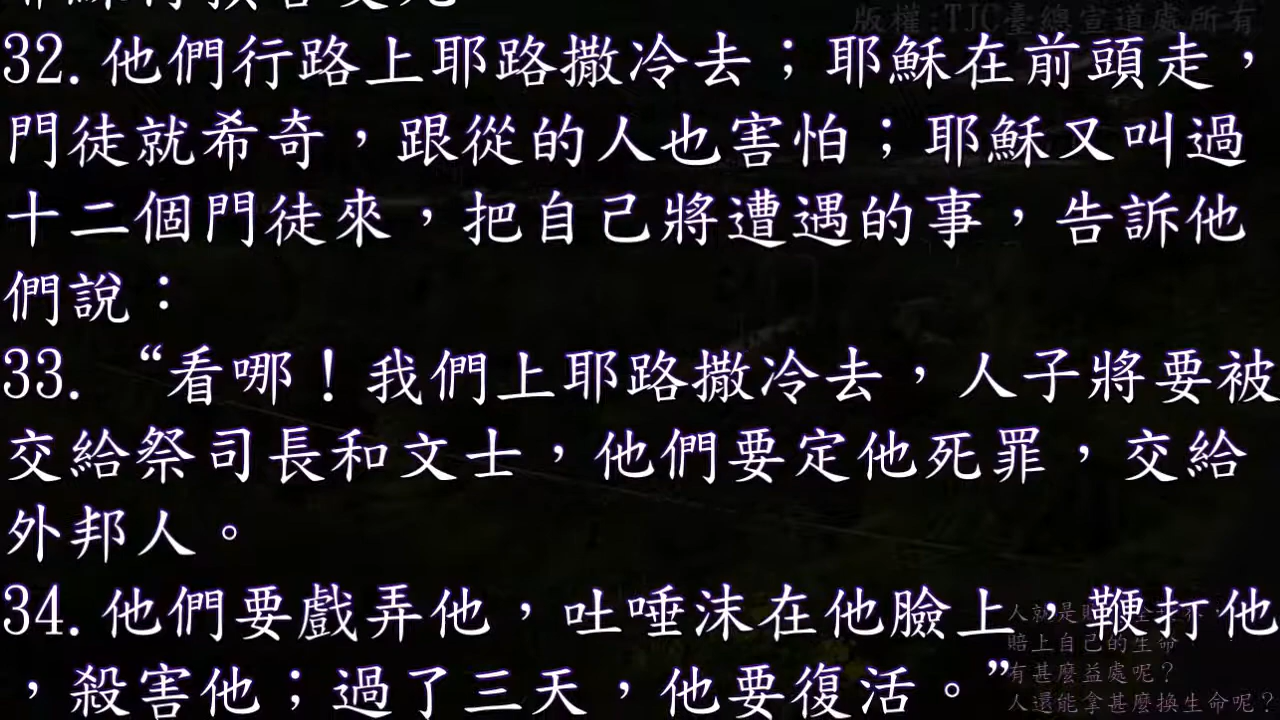 版權:TJC臺總宣道處所有
32. 他們行路上耶路撒冷去；耶穌在前頭走，
門徒就希奇，跟從的人也害怕；耶穌又叫過
十二個門徒來，把自己將遭遇的事，告訴他
們說：
33. “看哪！我們上耶路撒冷去，人子將要被
交給祭司長和文士，他們要定他死罪，交給
外邦人。
34. 他們要戲弄他，吐唾沫在他臉上，鞭打他
，殺害他；過了三天，他要復活。”
人就是賺
賠上自己的生命，
有甚麼益處呢？
人還能拿甚麼換生命呢？